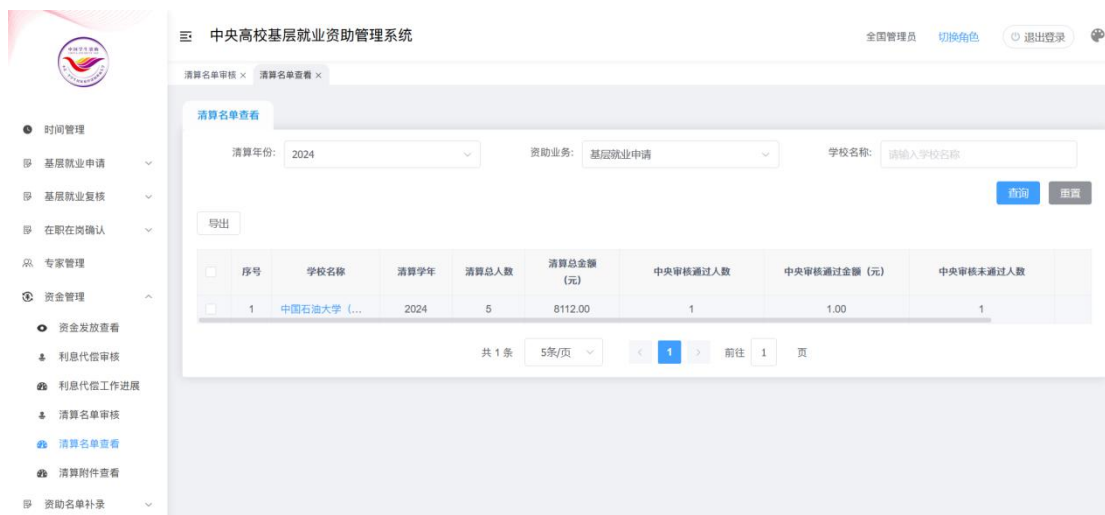 中央高校基层就业资助管理系统
全国管理员 切换角色 退出登录
清算名单审核 × 清算名单查看 ×
时间管理
基层就业申请
基层就业复核
在职在岗确认
专家管理
资金管理
资金发放查看
利息代偿审核
利息代偿工作进展
清算名单审核
清算名单查看
清算附件查看
资助名单补录
清算名单查看
清算年份: 2024 资助业务: 基层就业申请 学校名称: 请输入学校名称
查询 重置
导出
序号 学校名称 清算学年 清算总人数 清算总金额(元) 中央审核通过人数 中央审核通过金额(元) 中央审核未通过人数
1 中国石油大学(... 2024 5 8112.00 1 1.00 1
共 1 条 5条/页 < 1 > 前往 1 页